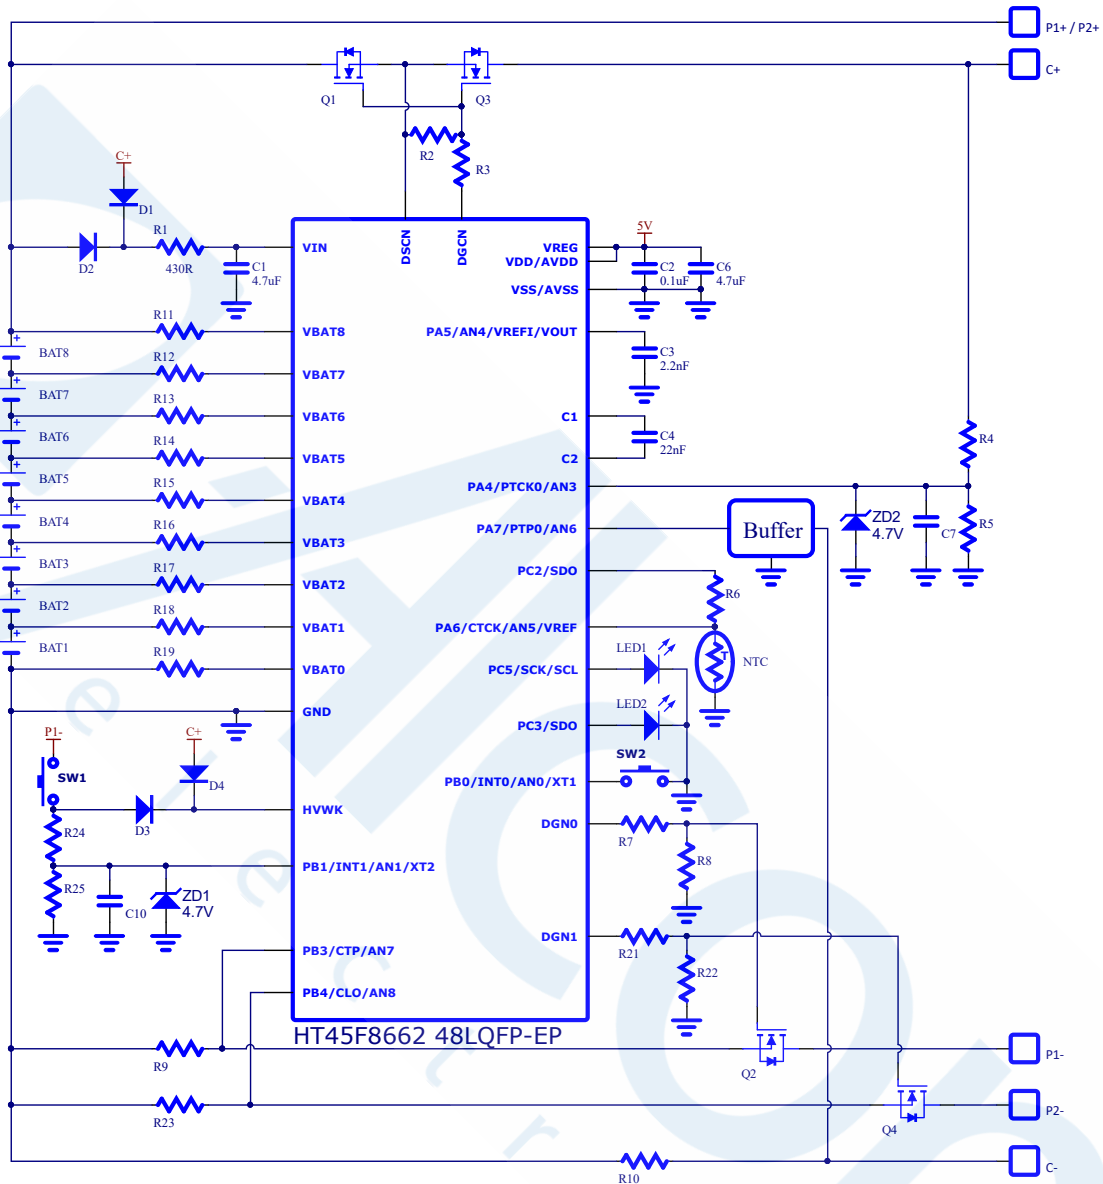 P1+ / P2+
C+
Q1
Q3
R2
R3
C+
D1
R1
D2
430R
C1
4.7uF
VIN
DSCN
DGCN
VREG
VDD/AVDD
VSS/AVSS
5V
C2
0.1uF
C6
4.7uF
R11
VBAT8
PA5/AN4/VREFI/VOUT
C3
2.2nF
BAT8
R12
VBAT7
BAT7
R13
VBAT6
C1
C4
22nF
BAT6
R14
VBAT5
C2
R4
BAT5
R15
VBAT4
PA4/PTCK0/AN3
BAT4
R16
VBAT3
PA7/PTP0/AN6
Buffer
ZD2
4.7V
C7
R5
BAT3
R17
VBAT2
PC2/SDO
R6
BAT2
R18
VBAT1
PA6/CTCK/AN5/VREF
BAT1
R19
VBAT0
PC5/SCK/SCL
LED1
T
NTC
GND
PC3/SDO
LED2
P1-
C+
SW1
D4
SW2
PB0/INT0/AN0/XT1
HVWK
D3
R24
DGN0
R7
R8
PB1/INT1/AN1/XT2
R25
C10
ZD1
4.7V
PB3/CTP/AN7
DGN1
R21
R22
PB4/CLO/AN8
HT45F8662 48LQFP-EP
R9
Q2
P1-
R23
Q4
P2-
R10
C-